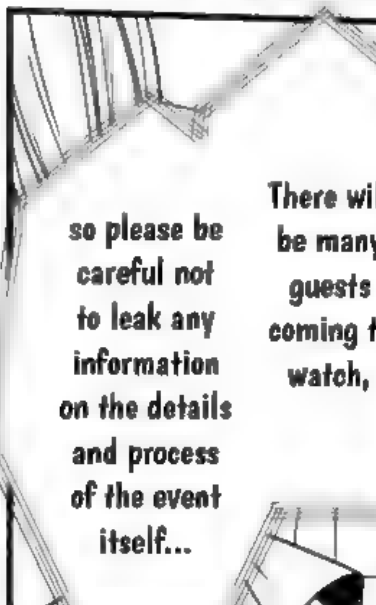 There wil
be many
guests
coming t
watch,
so please be
careful not
to leak any
information
on the details
and process
of the event
itself...